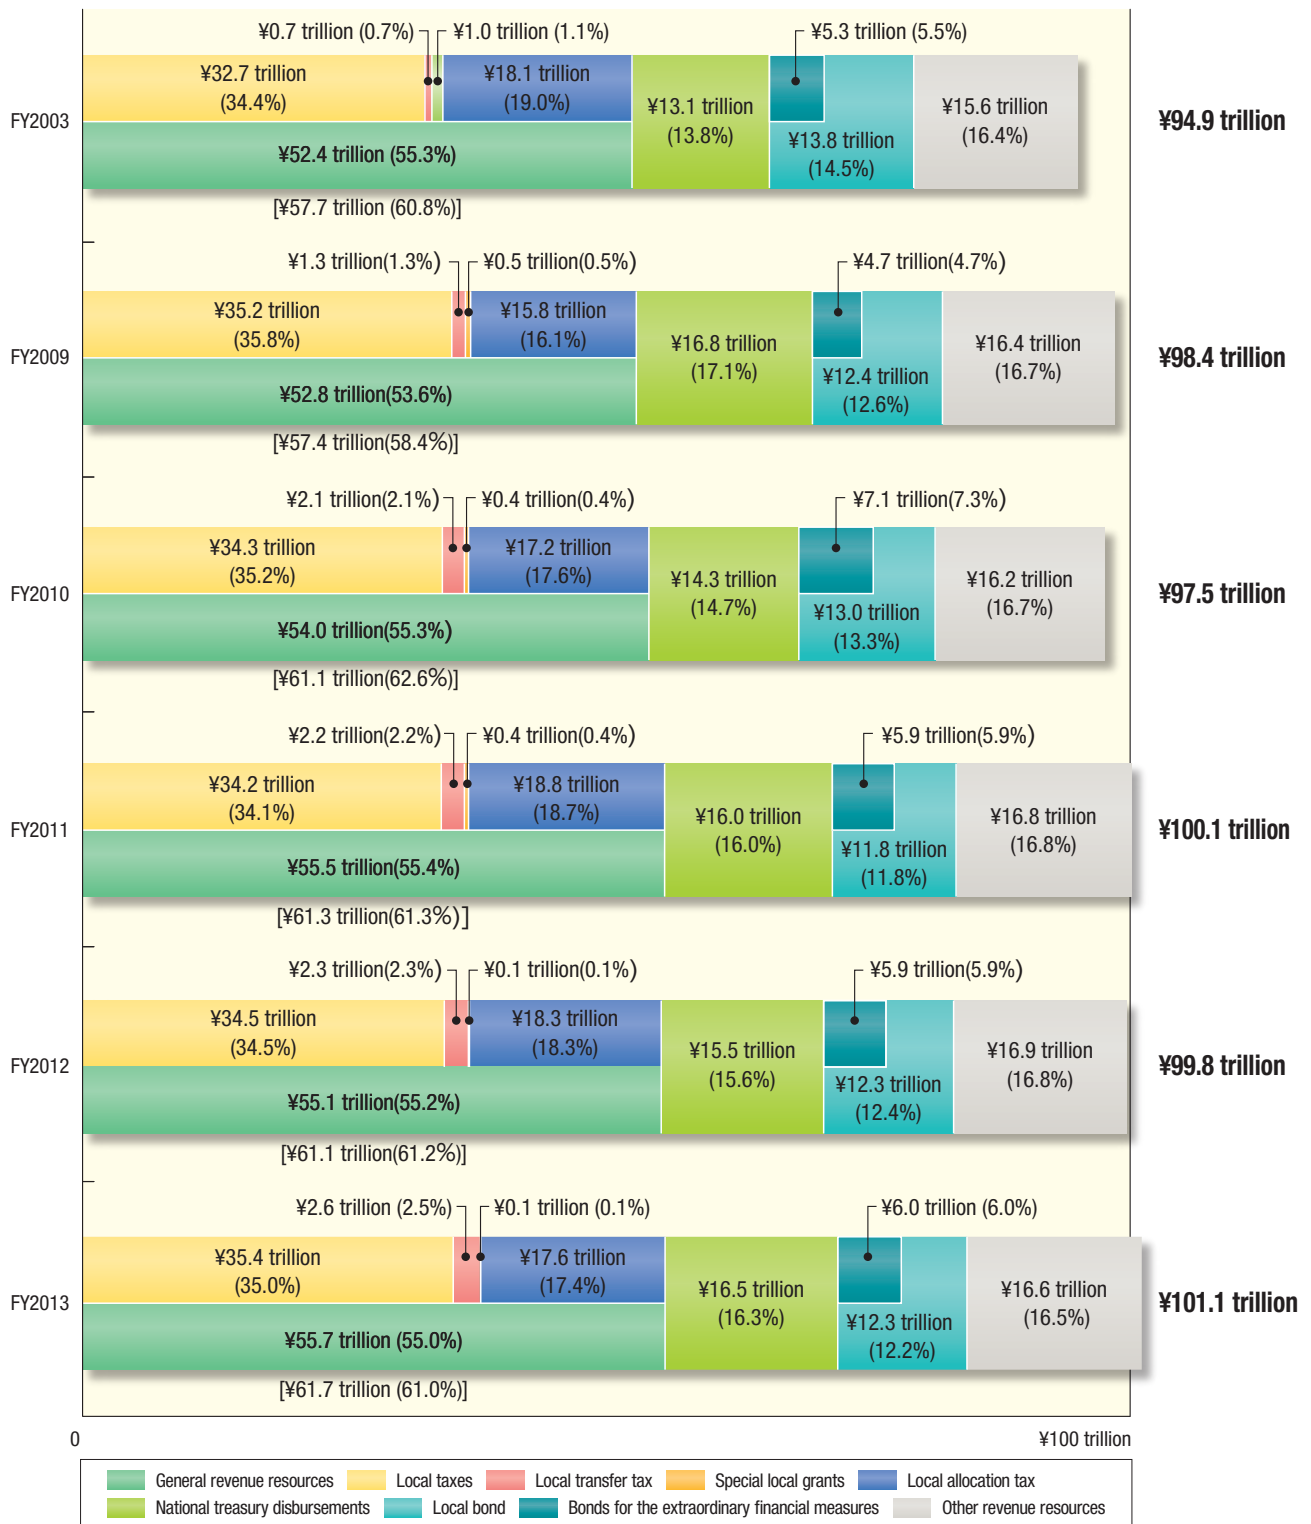 ¥0.7 trillion (0.7%) ¥1.0 trillion (1.1%) ¥5.3 trillion (5.5%)
¥32.7 trillion
(34.4%)
¥18.1 trillion
(19.0%)
¥13.1 trillion
(13.8%)
¥13.8 trillion
(14.5%)
¥15.6 trillion
(16.4%)
FY2003
¥94.9 trillion
¥52.4 trillion (55.3%)
[¥57.7 trillion (60.8%)]
¥1.3 trillion(1.3%) ¥0.5 trillion(0.5%) ¥4.7 trillion(4.7%)
¥35.2 trillion
(35.8%)
¥15.8 trillion
(16.1%)
¥16.8 trillion
(17.1%)
¥12.4 trillion
(12.6%)
¥16.4 trillion
(16.7%)
FY2009
¥98.4 trillion
¥52.8 trillion(53.6%)
[¥57.4 trillion(58.4%)]
¥2.1 trillion(2.1%) ¥0.4 trillion(0.4%) ¥7.1 trillion(7.3%)
¥34.3 trillion
(35.2%)
¥17.2 trillion
(17.6%)
¥14.3 trillion
(14.7%)
¥13.0 trillion
(13.3%)
¥16.2 trillion
(16.7%)
FY2010
¥97.5 trillion
¥54.0 trillion(55.3%)
[¥61.1 trillion(62.6%)]
¥2.2 trillion(2.2%) ¥0.4 trillion(0.4%) ¥5.9 trillion(5.9%)
¥34.2 trillion
(34.1%)
¥18.8 trillion
(18.7%)
¥16.0 trillion
(16.0%)
¥11.8 trillion
(11.8%)
¥16.8 trillion
(16.8%)
FY2011
¥100.1 trillion
¥55.5 trillion(55.4%)
[¥61.3 trillion(61.3%)]
¥2.3 trillion(2.3%) ¥0.1 trillion(0.1%) ¥5.9 trillion(5.9%)
¥34.5 trillion
(34.5%)
¥18.3 trillion
(18.3%)
¥15.5 trillion
(15.6%)
¥12.3 trillion
(12.4%)
¥16.9 trillion
(16.8%)
FY2012
¥99.8 trillion
¥55.1 trillion(55.2%)
[¥61.1 trillion(61.2%)]
¥2.6 trillion (2.5%) ¥0.1 trillion (0.1%) ¥6.0 trillion (6.0%)
¥35.4 trillion
(35.0%)
¥17.6 trillion
(17.4%)
¥16.5 trillion
(16.3%)
¥12.3 trillion
(12.2%)
¥16.6 trillion
(16.5%)
FY2013
¥101.1 trillion
¥55.7 trillion (55.0%)
[¥61.7 trillion (61.0%)]
0 ¥100 trillion
General revenue resources Local taxes Local transfer tax Special local grants Local allocation tax
National treasury disbursements Local bond Bonds for the extraordinary financial measures Other revenue resources